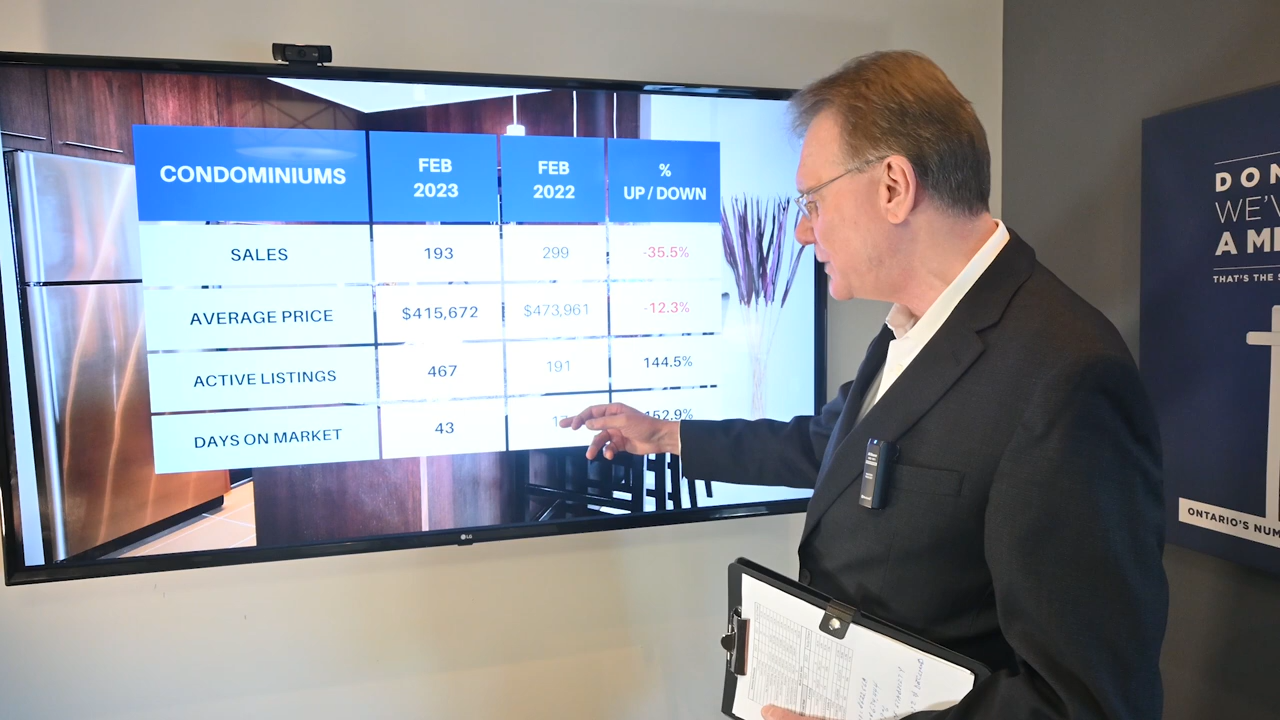 CONDOMINIUMS
FEB
2023
FEB
2022
%
UP / DOWN
SALES
193
299
-35.5%
AVERAGE PRICE
$415,672
$473,961
-12.3%
ACTIVE LISTINGS
467
191
144.5%
DAYS ON MARKET
43
LG
DON
WE'V
A M
THAT'S THE
ONTARIO'S NUM